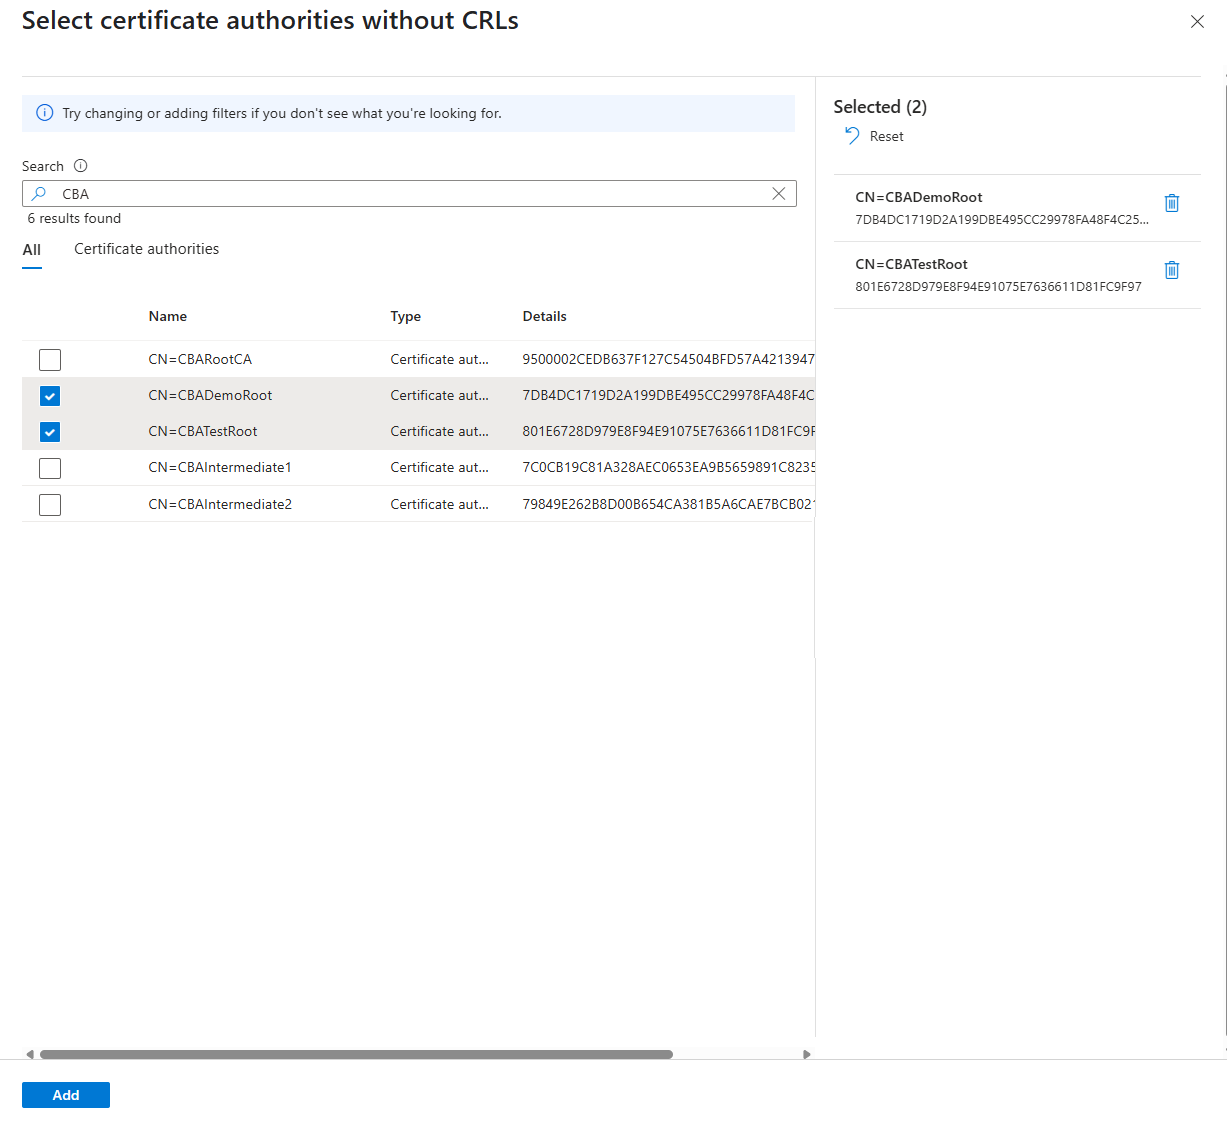 Select certificate authorities without CRLs
Try changing or adding filters if you don't see what you're looking for.
Search
CBA
6 results found
All Certificate authorities
Name Type Details
CN=CBARootCA Certificate aut... 9500002CEDB637F127C54504BFD57A4213947
CN=CBADemoRoot Certificate aut... 7DB4DC1719D2A199DBE495CC29978FA48F4C
CN=CBATestRoot Certificate aut... 801E6728D979E8F94E91075E7636611D81FC9F
CN=CBAIntermediate1 Certificate aut... 7C0CB19C81A328AEC0653EA9B5659891C8235
CN=CBAIntermediate2 Certificate aut... 79849E262B8D00B654CA381B5A6CAE7BCB021
Selected (2)
Reset
CN=CBADemoRoot
7DB4DC1719D2A199DBE495CC29978FA48F4C25...
CN=CBATestRoot
801E6728D979E8F94E91075E7636611D81FC9F97
Add